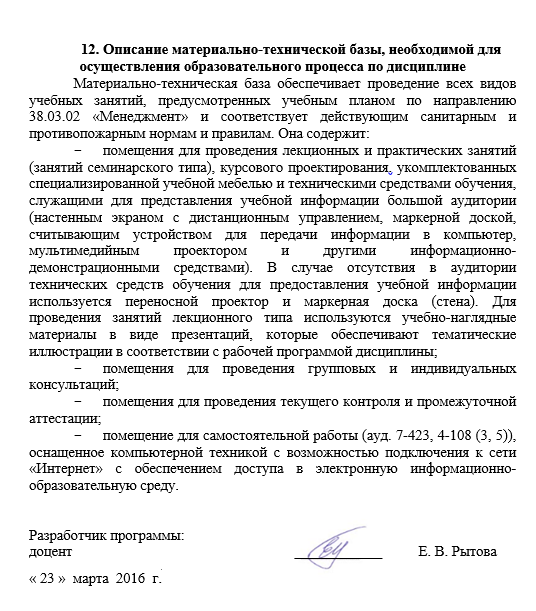 12. Описание материально-технической базы, необходимой для
осуществления образовательного процесса по дисциплине
Материально-техническая база обеспечивает проведение всех видов
учебных занятий, предусмотренных учебным планом по направлению
38.03.02 «Менеджмент» и соответствует действующим санитарным и
противопожарным нормам и правилам. Она содержит:
− помещения для проведения лекционных и практических занятий
(занятий семинарского типа), курсового проектирования, укомплектованных
специализированной учебной мебелью и техническими средствами обучения,
служащими для представления учебной информации большой аудитории
(настенным экраном с дистанционным управлением, маркерной доской,
считывающим устройством для передачи информации в компьютер,
мультимедийным проектором и другими информационно-
демонстрационными средствами). В случае отсутствия в аудитории
технических средств обучения для предоставления учебной информации
используется переносной проектор и маркерная доска (стена). Для
проведения занятий лекционного типа используются учебно-наглядные
материалы в виде презентаций, которые обеспечивают тематические
иллюстрации в соответствии с рабочей программой дисциплины;
− помещения для проведения групповых и индивидуальных
консультаций;
− помещения для проведения текущего контроля и промежуточной
аттестации;
− помещение для самостоятельной работы (ауд. 7-423, 4-108 (3, 5)),
оснащенное компьютерной техникой с возможностью подключения к сети
«Интернет» с обеспечением доступа в электронную информационно-
образовательную среду.
Разработчик программы:
доцент Е. В. Рытова
« 23 » марта 2016 г.